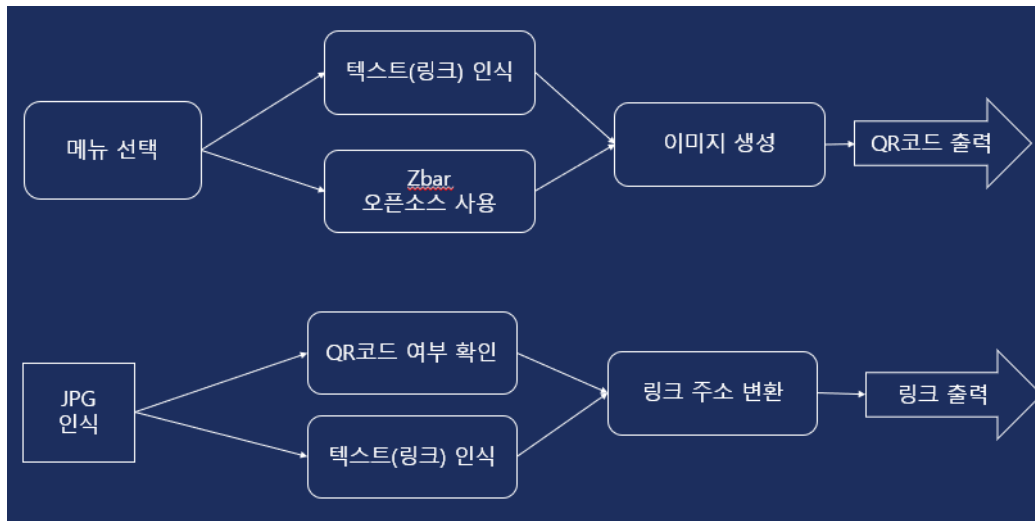 메뉴 선택
텍스트(링크) 인식
Zbar
오픈소스 사용
이미지 생성
QR코드 출력
JPG
인식
QR코드 여부 확인
텍스트(링크) 인식
링크 주소 변환
링크 출력